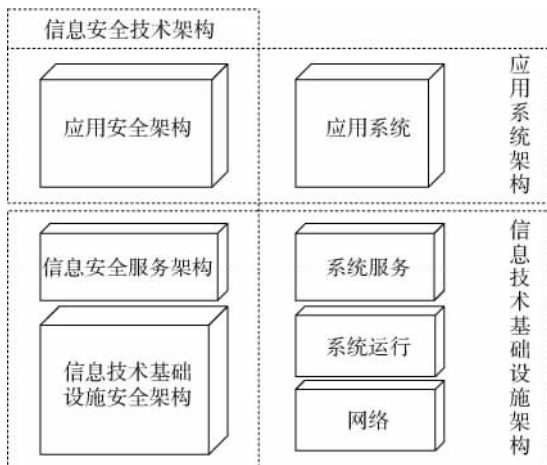 信息安全技术架构
应用安全架构
应用系统
应用系统架构
信息安全服务架构
系统服务
信息技术基础
设施安全架构
系统运行
网络
信息技术基础设施架构